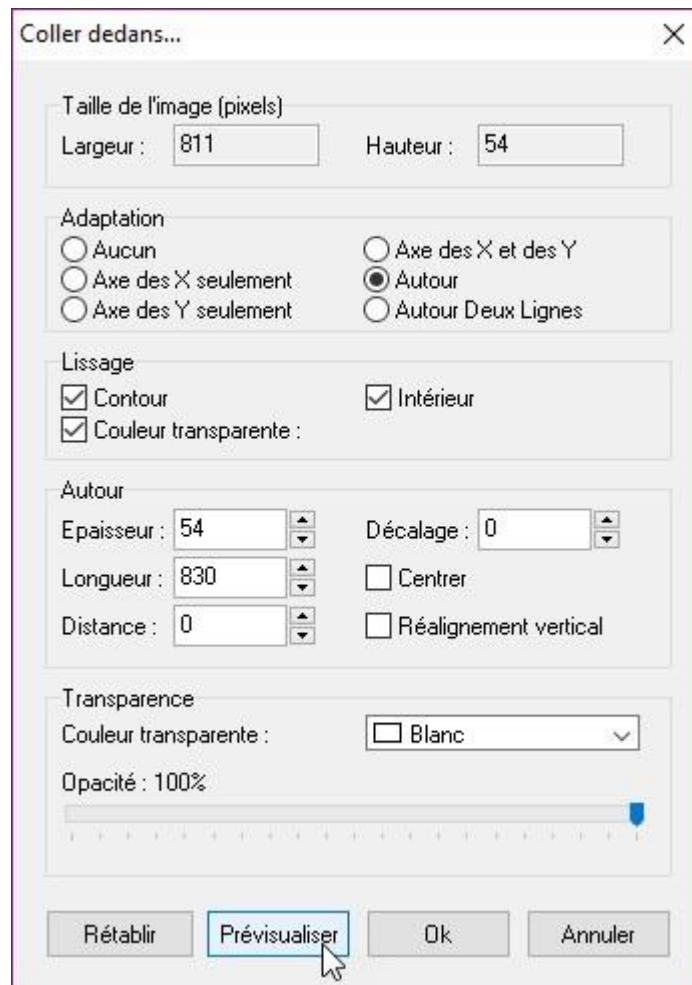 Coller dedans...
Taille de l'image (pixels)
Largeur : 811 Hauteur : 54
Adaptation
Aucun Axe des X et des Y
Axe des X seulement Autour
Axe des Y seulement Autour Deux Lignes
Lissage
Contour Intérieur
Couleur transparente :
Autour
Epaisseur : 54 Décalage : 0
Longueur : 830 Centrer
Distance : 0 Réalignement vertical
Transparence
Couleur transparente : Blanc
Opacité : 100%
Rétablir Prévisualiser Ok Annuler